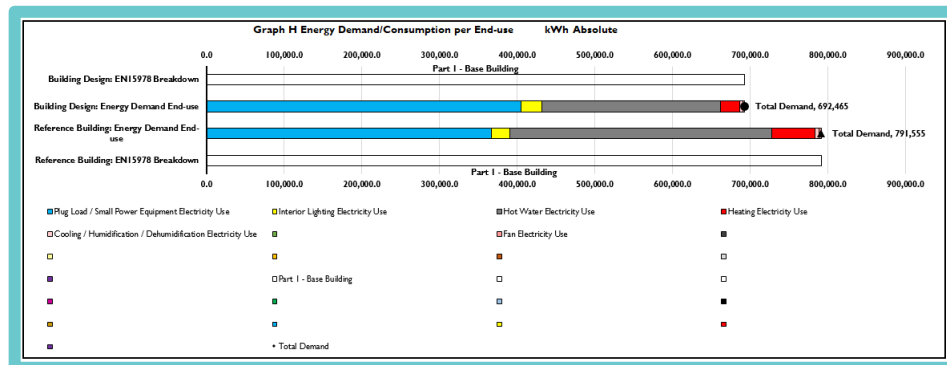 Graph H Energy Demand/Consumption per End-use kWh Absolute
0.0 100,000.0 200,000.0 300,000.0 400,000.0 500,000.0 600,000.0 700,000.0 800,000.0 900,000.0
Part 1 - Base Building
Building Design: EN15978 Breakdown
Building Design: Energy Demand End-use
Total Demand, 692,465
Reference Building: Energy Demand End-
use
Total Demand, 791,555
Reference Building: EN15978 Breakdown
Part 1 - Base Building
0.0 100,000.0 200,000.0 300,000.0 400,000.0 500,000.0 600,000.0 700,000.0 800,000.0 900,000.0
Plug Load / Small Power Equipment Electricity Use Interior Lighting Electricity Use Hot Water Electricity Use Heating Electricity Use
Cooling / Humidification / Dehumidification Electricity Use Fan Electricity Use
Part 1 - Base Building
Total Demand